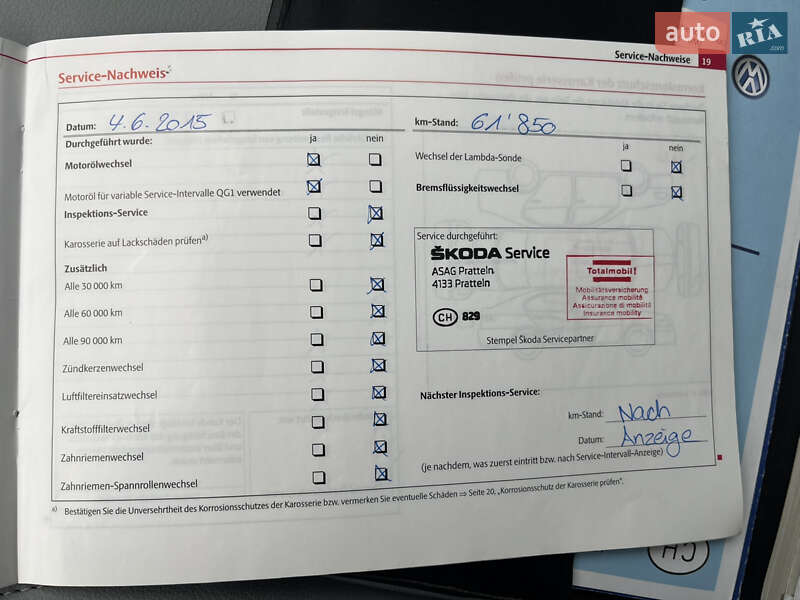 auto RIA .com
Service-Nachweise 19
Service-Nachweis
Datum: 4.6.2015
km-Stand: 61'850
Durchgeführt wurde: ja nein
ja nein
Motorölwechsel
Wechsel der Lambda-Sonde
Motoröl für variable Service-Intervalle QG1 verwendet
Bremsflüssigkeitswechsel
Inspektions-Service
Karosserie auf Lackschäden prüfen a)
Zusätzlich
Alle 30 000 km
Alle 60 000 km
Alle 90 000 km
Zündkerzenwechsel
Luftfiltereinsatzwechsel
Kraftstofffilterwechsel
Zahnriemenwechsel
Zahnriemen-Spannrollenwechsel
Service durchgeführt:
ŠKODA Service
ASAG Pratteln
4133 Pratteln
CH 829
Totalmobil!
Mobilitätsversicherung
Assurance mobilité
Assicurazione di mobilità
Insurance mobility
Stempel Škoda Servicepartner
Nächster Inspektions-Service:
km-Stand: Nach
Datum: Anzeige
(je nachdem, was zuerst eintritt bzw. nach Service-Intervall-Anzeige)
a) Bestätigen Sie die Unversehrtheit des Korrosionsschutzes der Karosserie bzw. vermerken Sie eventuelle Schäden ⇒ Seite 20, „Korrosionsschutz der Karosserie prüfen“.
CH